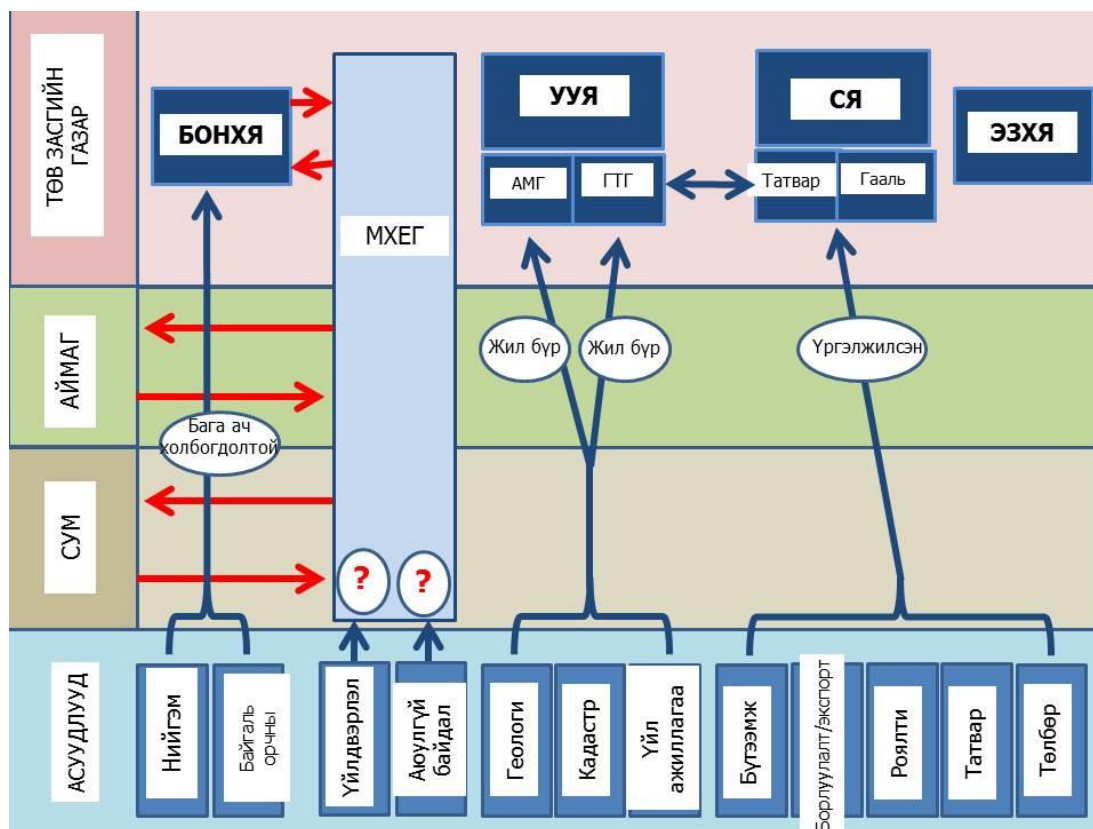 ТӨВ ЗАСГИЙН
ГАЗАР
БОНХЯ
МХЕГ
УУЯ
АМГ
ГТГ
СЯ
Татвар
Гааль
ЭЗХЯ
АЙМАГ
Жил бүр
Жил бүр
Үргэлжилсэн
Бага ач
холбогдолтой
СУМ
?
?
АСУУДЛУУД
Нийгэм
Байгаль
орчны
Үйлдвэрлэл
Аюулгүй
байдал
Геологи
Кадастр
Үйл
ажиллагаа
Бүтээмж
Борлуулалт/экспорт
Роялти
Татвар
Төлбөр